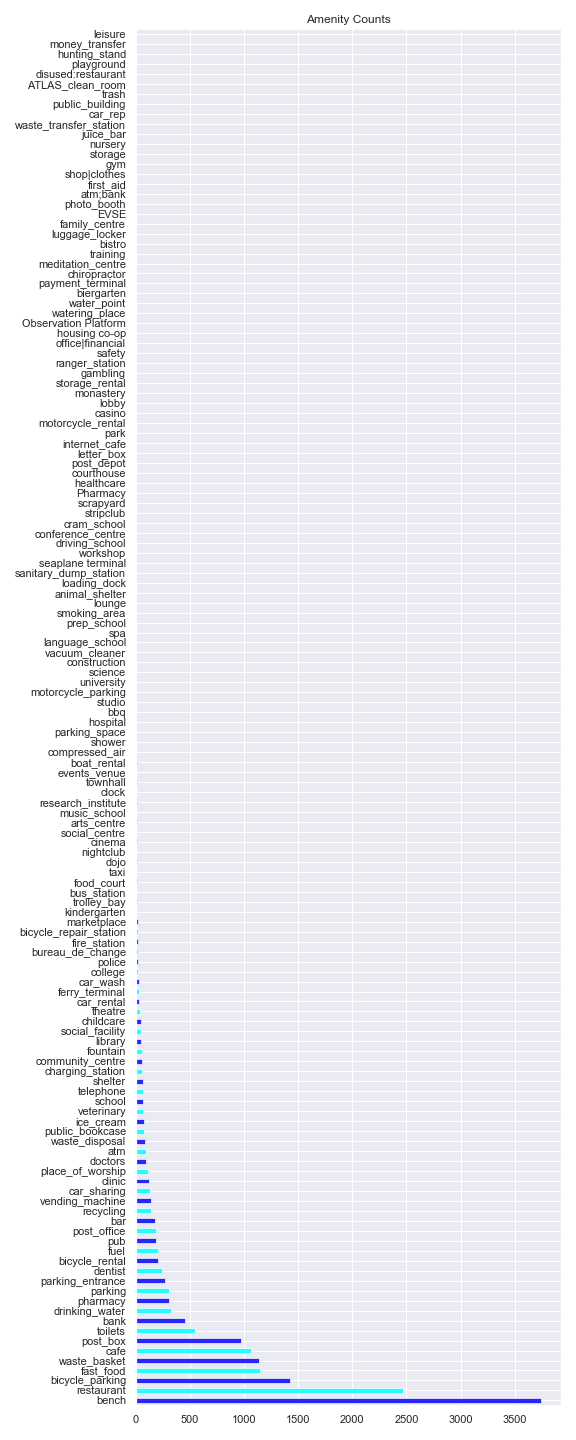 Amenity Counts
leisure
money_transfer
hunting_stand
playground
disused:restaurant
ATLAS_clean_room
trash
public_building
car_rep
waste_transfer_station
juice_bar
nursery
storage
gym
shop|clothes
first_aid
atm;bank
photo_booth
EVSE
family_centre
luggage_locker
bistro
training
meditation_centre
chiropractor
payment_terminal
biergarten
water_point
watering_place
Observation Platform
housing co-op
office|financial
safety
ranger_station
gambling
storage_rental
monastery
lobby
casino
motorcycle_rental
park
internet_cafe
letter_box
post_depot
courthouse
healthcare
Pharmacy
scrapyard
stripclub
cram_school
conference_centre
driving_school
workshop
seaplane terminal
sanitary_dump_station
loading_dock
animal_shelter
lounge
smoking_area
prep_school
spa
language_school
vacuum_cleaner
construction
science
university
motorcycle_parking
studio
bbq
hospital
parking_space
shower
compressed_air
boat_rental
events_venue
townhall
clock
research_institute
music_school
arts_centre
social_centre
cinema
nightclub
dojo
taxi
food_court
bus_station
trolley_bay
kindergarten
marketplace
bicycle_repair_station
fire_station
bureau_de_change
police
college
car_wash
ferry_terminal
car_rental
theatre
childcare
social_facility
library
fountain
community_centre
charging_station
shelter
telephone
school
veterinary
ice_cream
public_bookcase
waste_disposal
atm
doctors
place_of_worship
clinic
car_sharing
vending_machine
recycling
bar
post_office
pub
fuel
bicycle_rental
dentist
parking_entrance
parking
pharmacy
drinking_water
bank
toilets
post_box
cafe
waste_basket
fast_food
bicycle_parking
restaurant
bench
0 500 1000 1500 2000 2500 3000 3500